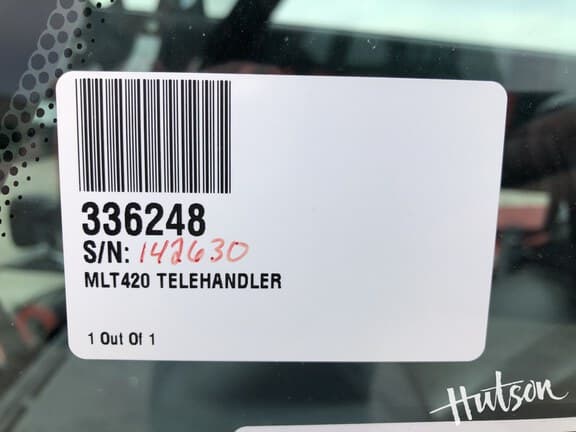 336248
S/N: 142630
MLT420 TELEHANDLER
1 Out Of 1
Hutson